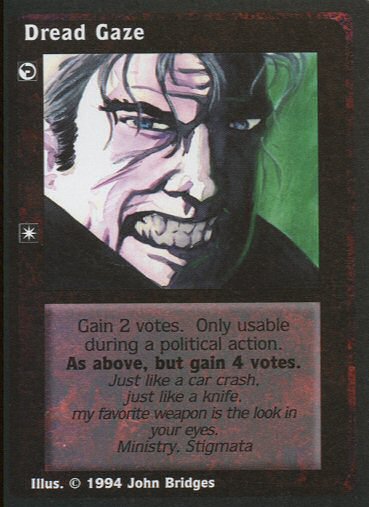 Dread Gaze
Gain 2 votes. Only usable
during a political action.
As above, but gain 4 votes.
Just like a car crash,
just like a knife,
my favorite weapon is the look in
your eyes.
Ministry, Stigmata
Illus. © 1994 John Bridges